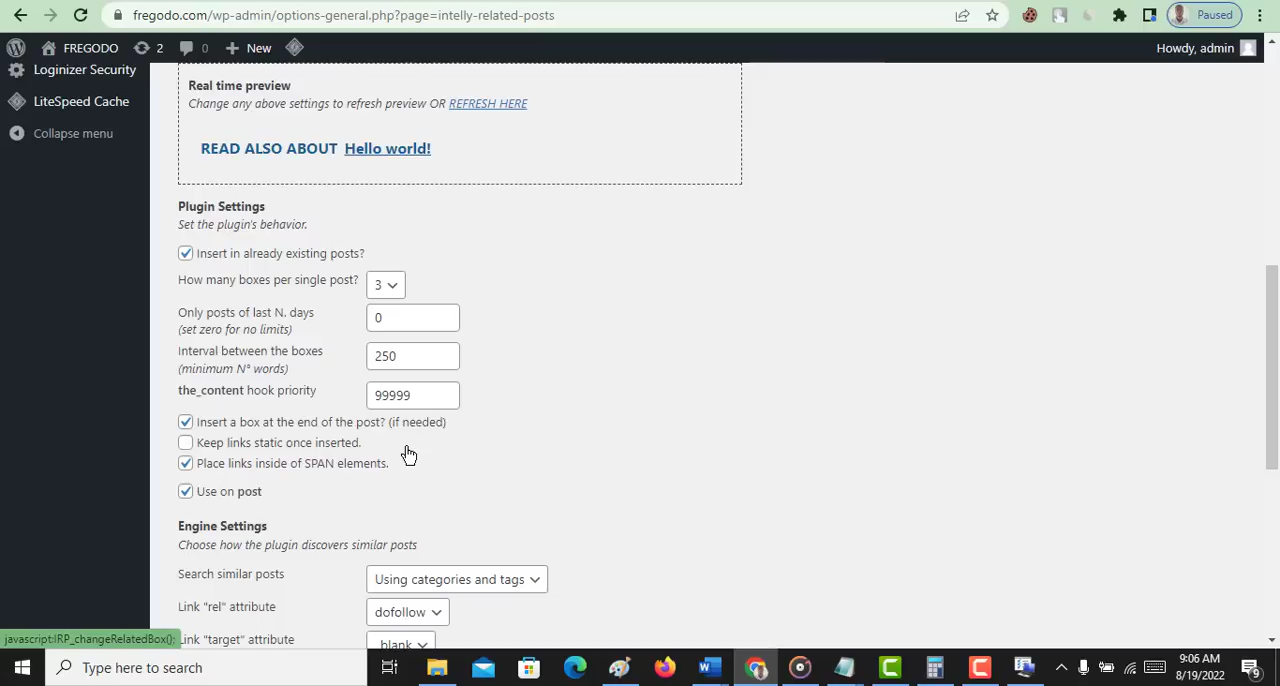 fregodo.com/wp-admin/options-general.php?page=intelly-related-posts
Paused
FREGODO 2 0 New
Howdy, admin
Loginizer Security
LiteSpeed Cache
Collapse menu
Real time preview
Change any above settings to refresh preview OR REFRESH HERE
READ ALSO ABOUT Hello world!
Plugin Settings
Set the plugin's behavior.
Insert in already existing posts?
How many boxes per single post? 3
Only posts of last N. days
(set zero for no limits)
0
Interval between the boxes
(minimum N° words)
250
the_content hook priority 99999
Insert a box at the end of the post? (if needed)
Keep links static once inserted.
Place links inside of SPAN elements.
Use on post
Engine Settings
Choose how the plugin discovers similar posts
Search similar posts Using categories and tags
Link "rel" attribute dofollow
Link "target" attribute blank
javascript:IRP_changeRelatedBox();
Type here to search
9:06 AM
8/19/2022
9